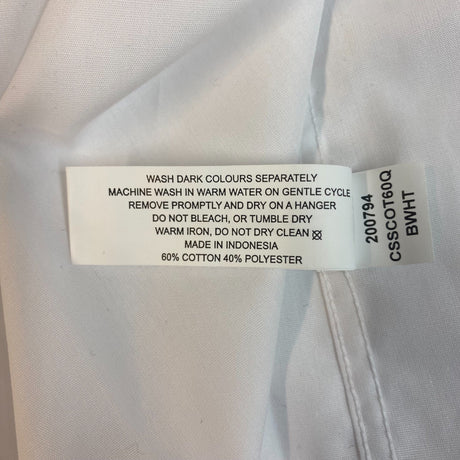 WASH DARK COLOURS SEPARATELY
MACHINE WASH IN WARM WATER ON GENTLE CYCLE
REMOVE PROMPTLY AND DRY ON A HANGER
DO NOT BLEACH, OR TUMBLE DRY
WARM IRON, DO NOT DRY CLEAN
MADE IN INDONESIA
60% COTTON 40% POLYESTER
200794
CSSCOT60Q
BWHT